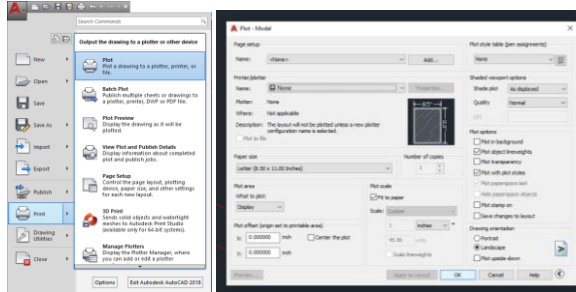 Search Commands
New
Open
Save
Save As
Import
Export
Publish
Print
Drawing
Utilities
Close
Output the drawing to a plotter or other device
Plot
Plot a drawing to a plotter, printer, or
file.
Batch Plot
Publish multiple sheets or drawings to
a plotter, printer, DWF or PDF file.
Plot Preview
Display the drawing as it will be
plotted.
View Plot and Publish Details
Display information about completed
plot and publish jobs.
Page Setup
Control the page layout, plotting
device, paper size, and other settings
for each new layout.
3D Print
Sends solid objects and watertight
meshes to Autodesk Print Studio
(available only for 64-bit systems).
Manage Plotters
Display the Plotter Manager, where
you can add or edit a plotter
Options
Exit Autodesk AutoCAD 2018
Plot - Model
Page setup
Name: <None>
Add...
Printer/plotter
Name: None
Properties...
Plotter: None
Where: Not applicable
Description: The layout will not be plotted unless a new plotter
configuration name is selected.
Plot to file
Paper size
Letter (8.50 x 11.00 Inches)
Number of copies
1
Plot area
What to plot:
Display
Plot offset (origin set to printable area)
X: 0.000000 inch
Center the plot
Y: 0.000000 inch
Plot scale
Fit to paper
Scale: Custom
1 inches =
units
Scale lineweights
Plot style table (pen assignments)
None
Shaded viewport options
Shade plot As displayed
Quality Normal
DPI
Plot options
Plot in background
Plot object lineweights
Plot transparency
Plot with plot styles
Plot paperspace last
Hide paperspace objects
Plot stamp on
Save changes to layout
Drawing orientation
Portrait
Landscape
Plot upside-down
Preview...
Apply to Layout
OK
Cancel
Help